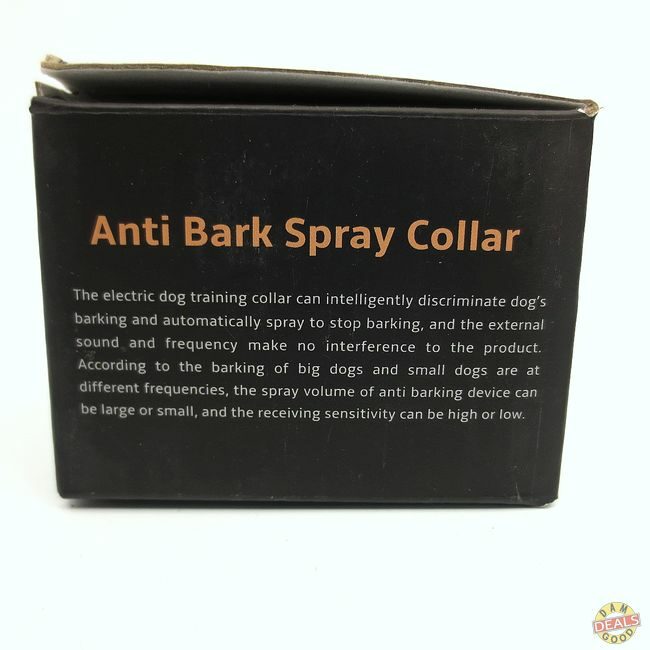 Anti Bark Spray Collar
The electric dog training collar can intelligently discriminate dog's
barking and automatically spray to stop barking, and the external
sound and frequency make no interference to the product.
According to the barking of big dogs and small dogs are at
different frequencies, the spray volume of anti barking device can
be large or small, and the receiving sensitivity can be high or low.
DAM
DEALS
GOOD